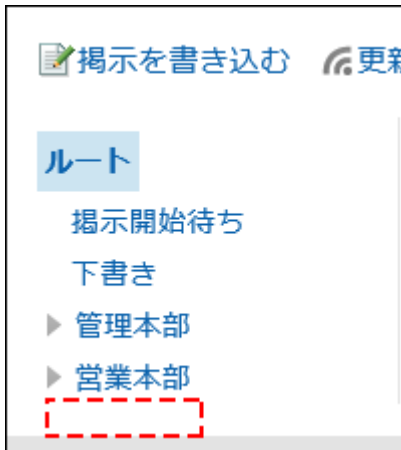 掲示を書き込む 更新
ルート
掲示開始待ち
下書き
管理本部
営業本部